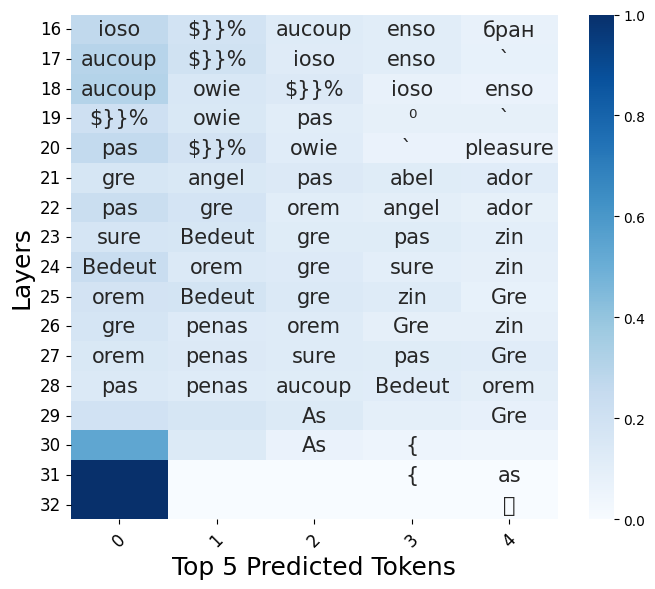 16 ioso $}}% aucoup enso бран 1.0
17 aucoup $}}% ioso enso `
18 aucoup owie $}}% ioso enso
19 $}}% owie pas ⁰ ` 0.8
20 pas $}}% owie ` pleasure
21 gre angel pas abel ador
22 pas gre orem angel ador 0.6
23 sure Bedeut gre pas zin
24 Bedeut orem gre sure zin
25 orem Bedeut gre zin Gre 0.4
26 gre penas orem Gre zin
27 orem penas sure pas Gre
28 pas penas aucoup Bedeut orem 0.2
29 As Gre
30 As {
31 { as
32 0.0
0 1 2 3 4
Layers
Top 5 Predicted Tokens